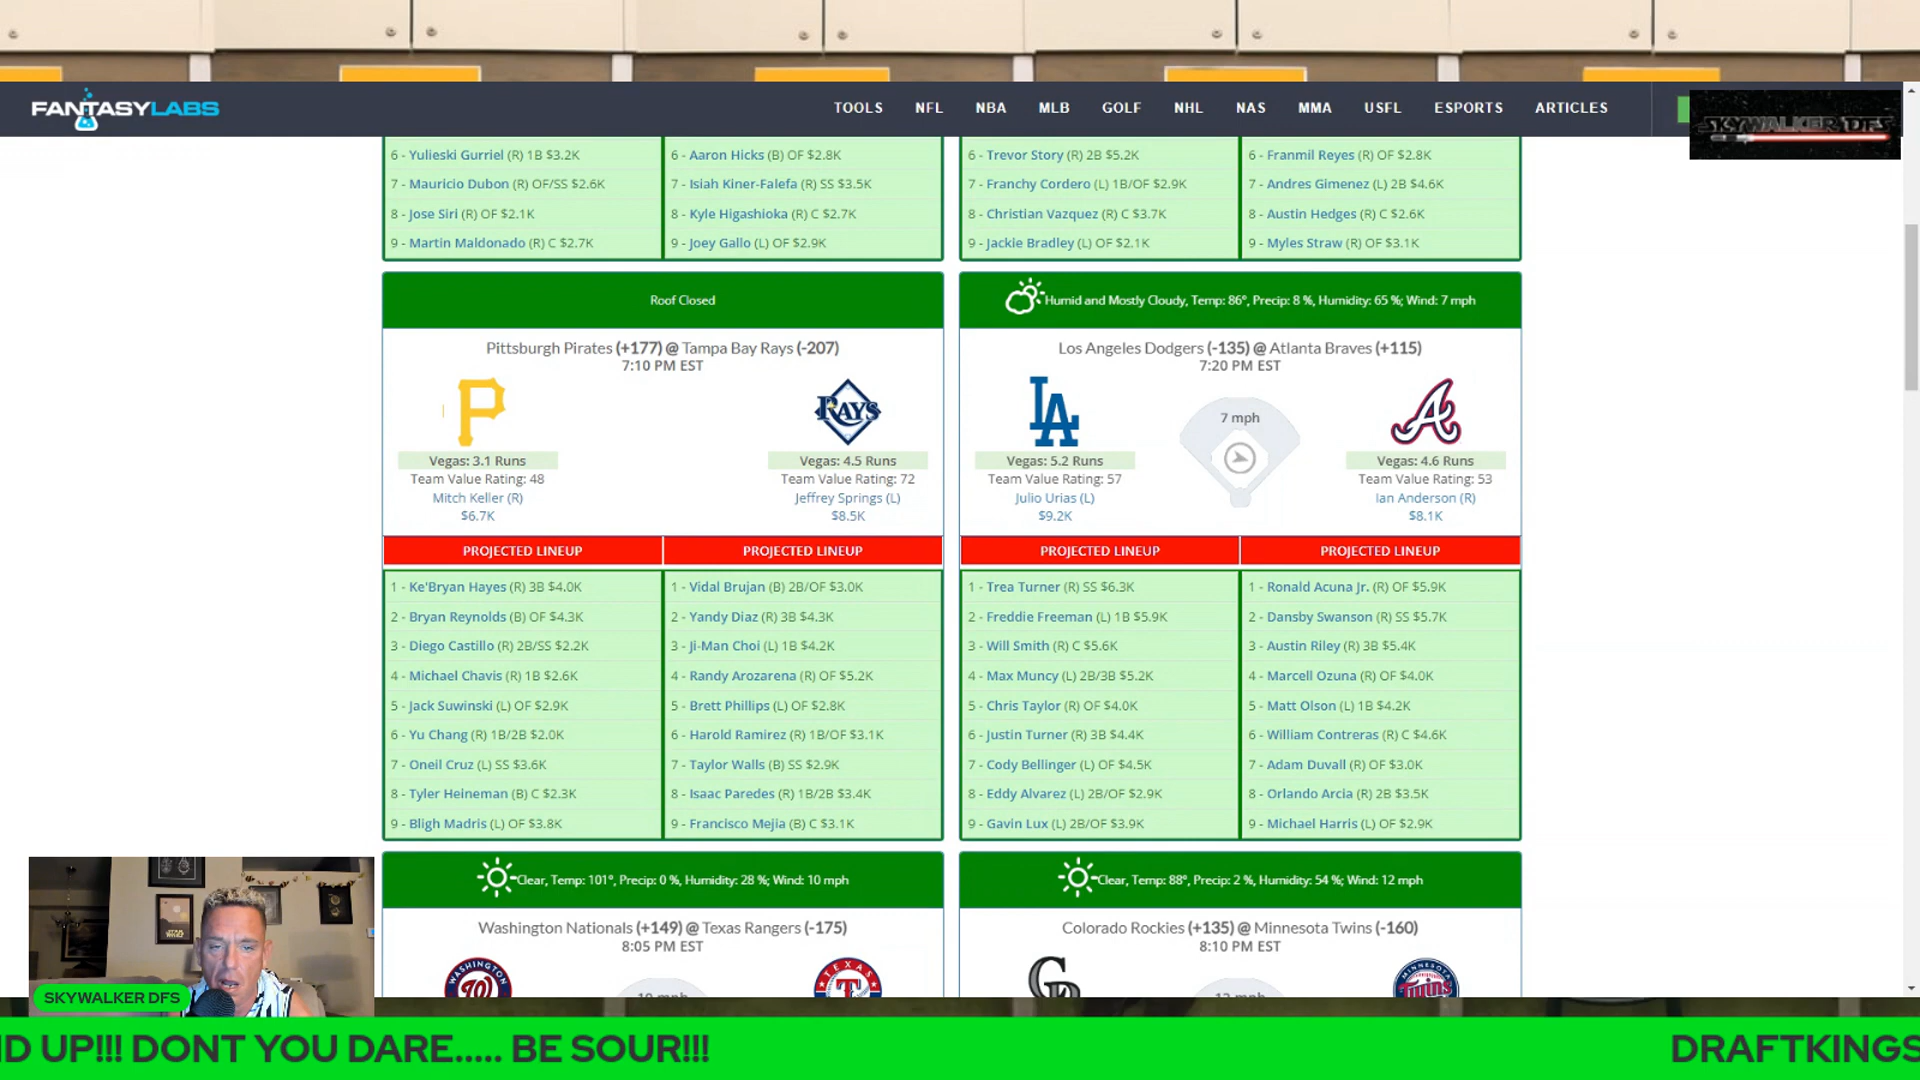 FANTASYLABS
TOOLS NFL NBA MLB GOLF NHL NAS MMA USFL ESPORTS ARTICLES
SKYWALKER DFS
6 - Yulieski Gurriel (R) 1B $3.2K
7 - Mauricio Dubon (R) OF/SS $2.6K
8 - Jose Siri (R) OF $2.1K
9 - Martin Maldonado (R) C $2.7K
6 - Aaron Hicks (B) OF $2.8K
7 - Isiah Kiner-Falefa (R) SS $3.5K
8 - Kyle Higashioka (R) C $2.7K
9 - Joey Gallo (L) OF $2.9K
6 - Trevor Story (R) 2B $5.2K
7 - Franchy Cordero (L) 1B/OF $2.9K
8 - Christian Vazquez (R) C $3.7K
9 - Jackie Bradley (L) OF $2.1K
6 - Franmil Reyes (R) OF $2.8K
7 - Andres Gimenez (L) 2B $4.6K
8 - Austin Hedges (R) C $2.6K
9 - Myles Straw (R) OF $3.1K
Roof Closed
Pittsburgh Pirates (+177) @ Tampa Bay Rays (-207)
7:10 PM EST
P
RAYS
Vegas: 3.1 Runs
Team Value Rating: 48
Mitch Keller (R)
$6.7K
Vegas: 4.5 Runs
Team Value Rating: 72
Jeffrey Springs (L)
$8.5K
PROJECTED LINEUP
1 - Ke'Bryan Hayes (R) 3B $4.0K
2 - Bryan Reynolds (B) OF $4.3K
3 - Diego Castillo (R) 2B/SS $2.2K
4 - Michael Chavis (R) 1B $2.6K
5 - Jack Suwinski (L) OF $2.9K
6 - Yu Chang (R) 1B/2B $2.0K
7 - Oneil Cruz (L) SS $3.6K
8 - Tyler Heineman (B) C $2.3K
9 - Bligh Madris (L) OF $3.8K
PROJECTED LINEUP
1 - Vidal Brujan (B) 2B/OF $3.0K
2 - Yandy Diaz (R) 3B $4.3K
3 - Ji-Man Choi (L) 1B $4.2K
4 - Randy Arozarena (R) OF $5.2K
5 - Brett Phillips (L) OF $2.8K
6 - Harold Ramirez (R) 1B/OF $3.1K
7 - Taylor Walls (B) SS $2.9K
8 - Isaac Paredes (R) 1B/2B $3.4K
9 - Francisco Mejia (B) C $3.1K
Humid and Mostly Cloudy, Temp: 86°, Precip: 8 %, Humidity: 65 %; Wind: 7 mph
Los Angeles Dodgers (-135) @ Atlanta Braves (+115)
7:20 PM EST
LA
7 mph
A
Vegas: 5.2 Runs
Team Value Rating: 57
Julio Urias (L)
$9.2K
Vegas: 4.6 Runs
Team Value Rating: 53
Ian Anderson (R)
$8.1K
PROJECTED LINEUP
1 - Trea Turner (R) SS $6.3K
2 - Freddie Freeman (L) 1B $5.9K
3 - Will Smith (R) C $5.6K
4 - Max Muncy (L) 2B/3B $5.2K
5 - Chris Taylor (R) OF $4.0K
6 - Justin Turner (R) 3B $4.4K
7 - Cody Bellinger (L) OF $4.5K
8 - Eddy Alvarez (L) 2B/OF $2.9K
9 - Gavin Lux (L) 2B/OF $3.9K
PROJECTED LINEUP
1 - Ronald Acuna Jr. (R) OF $5.9K
2 - Dansby Swanson (R) SS $5.7K
3 - Austin Riley (R) 3B $5.4K
4 - Marcell Ozuna (R) OF $4.0K
5 - Matt Olson (L) 1B $4.2K
6 - William Contreras (R) C $4.6K
7 - Adam Duvall (R) OF $3.0K
8 - Orlando Arcia (R) 2B $3.5K
9 - Michael Harris (L) OF $2.9K
Clear, Temp: 101°, Precip: 0 %, Humidity: 28 %; Wind: 10 mph
Washington Nationals (+149) @ Texas Rangers (-175)
8:05 PM EST
WASHINGTON
W
TEXAS
T
10 mph
Clear, Temp: 88°, Precip: 2 %, Humidity: 54 %; Wind: 12 mph
Colorado Rockies (+135) @ Minnesota Twins (-160)
8:10 PM EST
CR
12 mph
MINNESOTA
Twins
STAR WARS
SKYWALKER DFS
D UP!!! DONT YOU DARE..... BE SOUR!!!
DRAFTKINGS